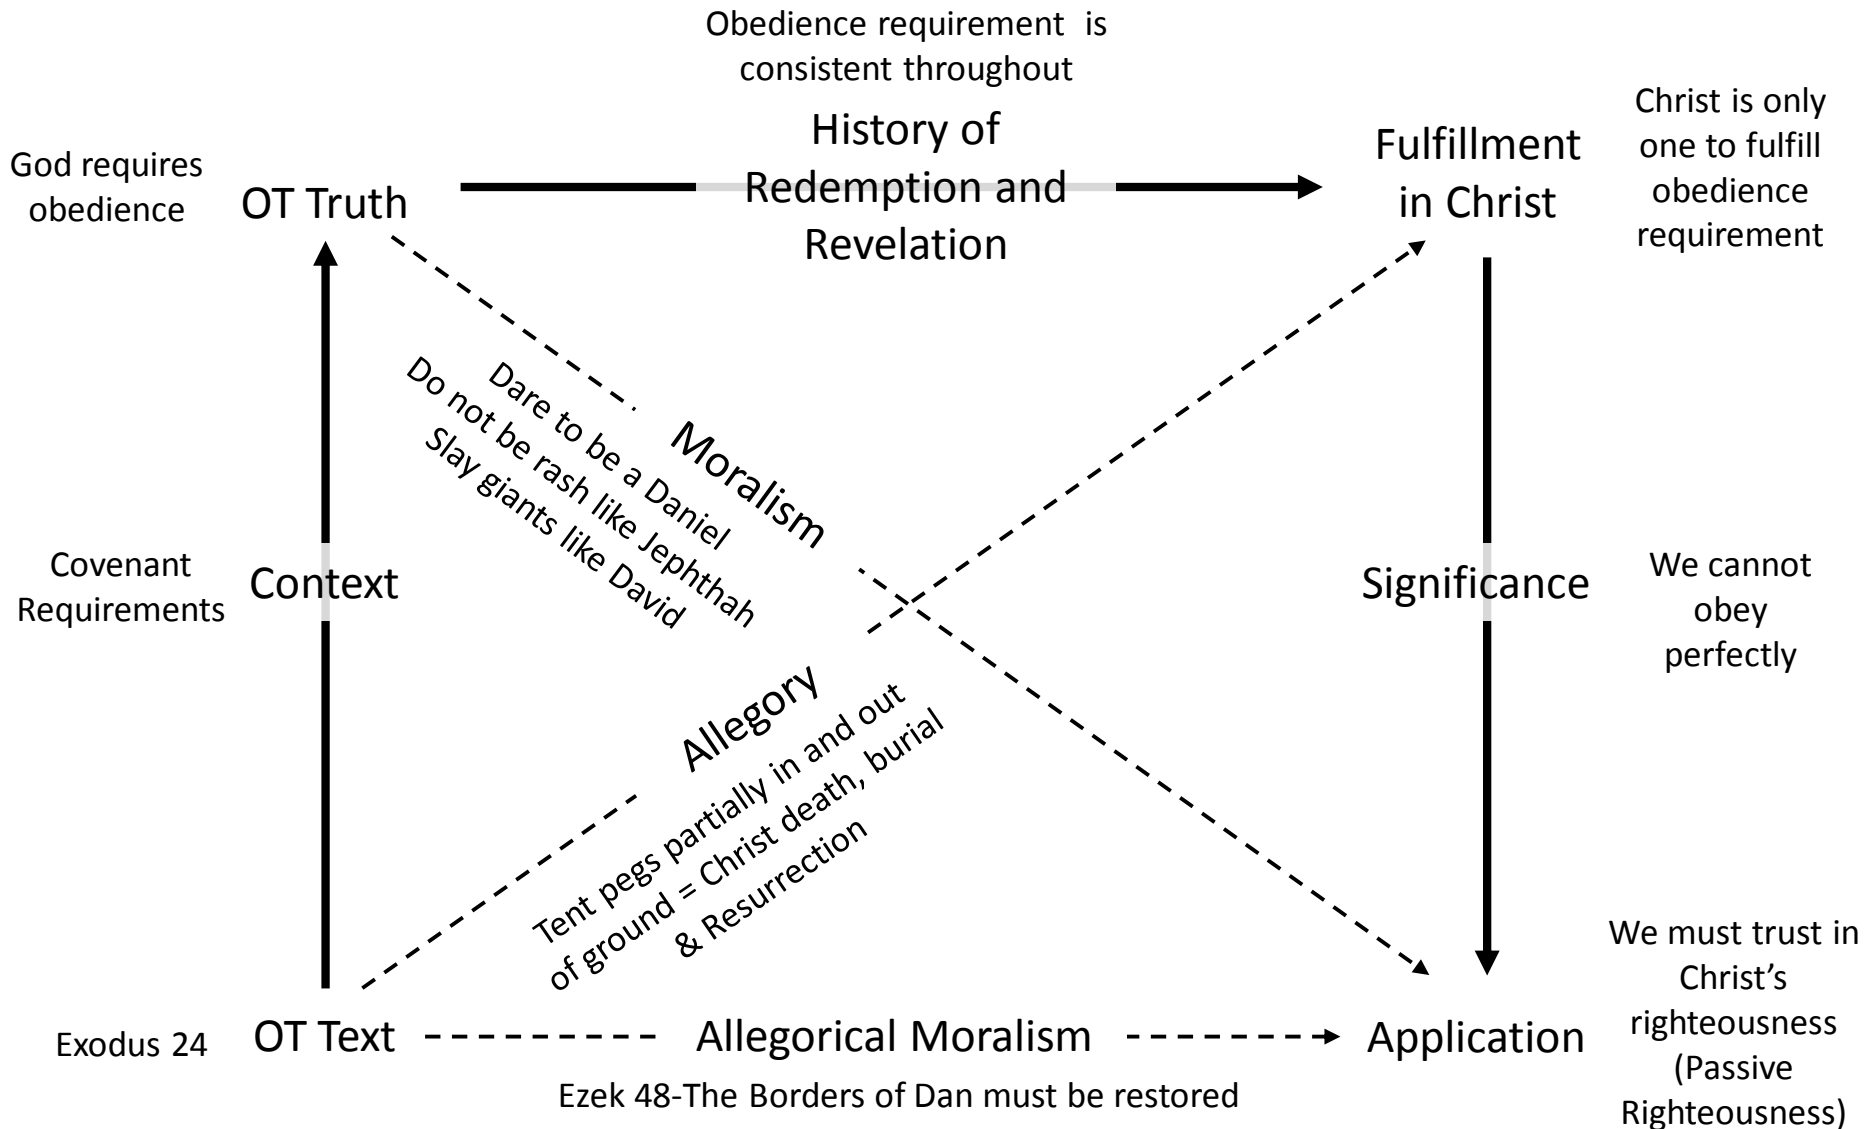 Obedience requirement is
consistent throughout
History of
Redemption and
Revelation
God requires
obedience
OT Truth
Fulfillment
in Christ
Christ is only
one to fulfill
obedience
requirement
Moralism
Dare to be a Daniel
Do not be rash like Jephthah
Slay giants like David
Covenant
Requirements
Context
Significance
We cannot
obey
perfectly
Allegory
Tent pegs partially in and out
of ground = Christ death, burial
& Resurrection
Exodus 24
OT Text
Allegorical Moralism
Ezek 48-The Borders of Dan must be restored
Application
We must trust in
Christ’s
righteousness
(Passive
Righteousness)